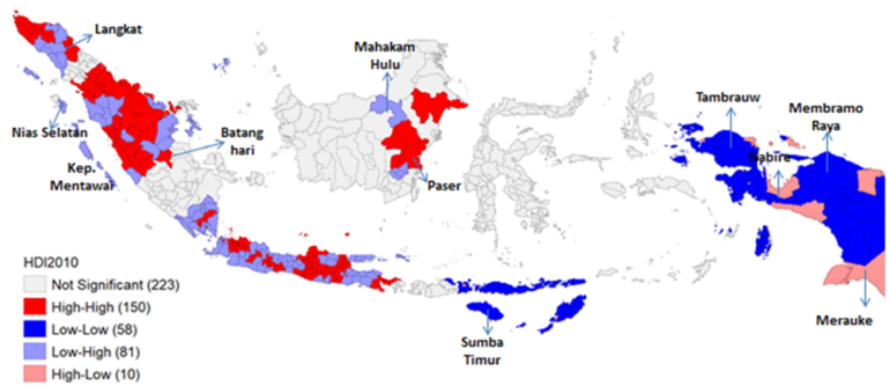 Langkat
Mahakam
Hulu
Tambrauw
Membramo
Raya
Nias Selatan
Batang
hari
Nabire
Kep.
Mentawai
Paser
HDI2010
Not Significant (223)
High-High (150)
Low-Low (58)
Low-High (81)
High-Low (10)
Sumba
Timur
Merauke